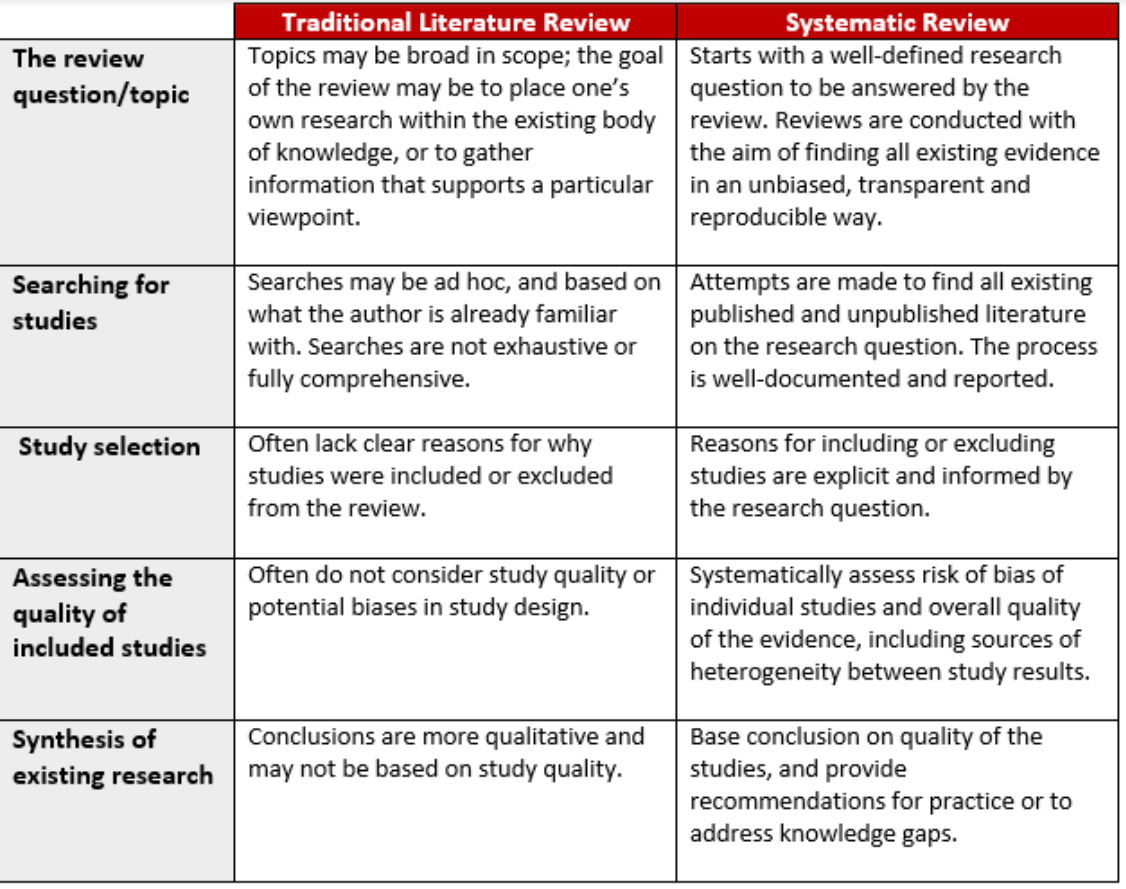 Traditional Literature Review
Systematic Review
The review
question/topic
Topics may be broad in scope; the goal
of the review may be to place one’s
own research within the existing body
of knowledge, or to gather
information that supports a particular
viewpoint.
Starts with a well-defined research
question to be answered by the
review. Reviews are conducted with
the aim of finding all existing evidence
in an unbiased, transparent and
reproducible way.
Searching for
studies
Searches may be ad hoc, and based on
what the author is already familiar
with. Searches are not exhaustive or
fully comprehensive.
Attempts are made to find all existing
published and unpublished literature
on the research question. The process
is well-documented and reported.
Study selection
Often lack clear reasons for why
studies were included or excluded
from the review.
Reasons for including or excluding
studies are explicit and informed by
the research question.
Assessing the
quality of
included studies
Often do not consider study quality or
potential biases in study design.
Systematically assess risk of bias of
individual studies and overall quality
of the evidence, including sources of
heterogeneity between study results.
Synthesis of
existing research
Conclusions are more qualitative and
may not be based on study quality.
Base conclusion on quality of the
studies, and provide
recommendations for practice or to
address knowledge gaps.